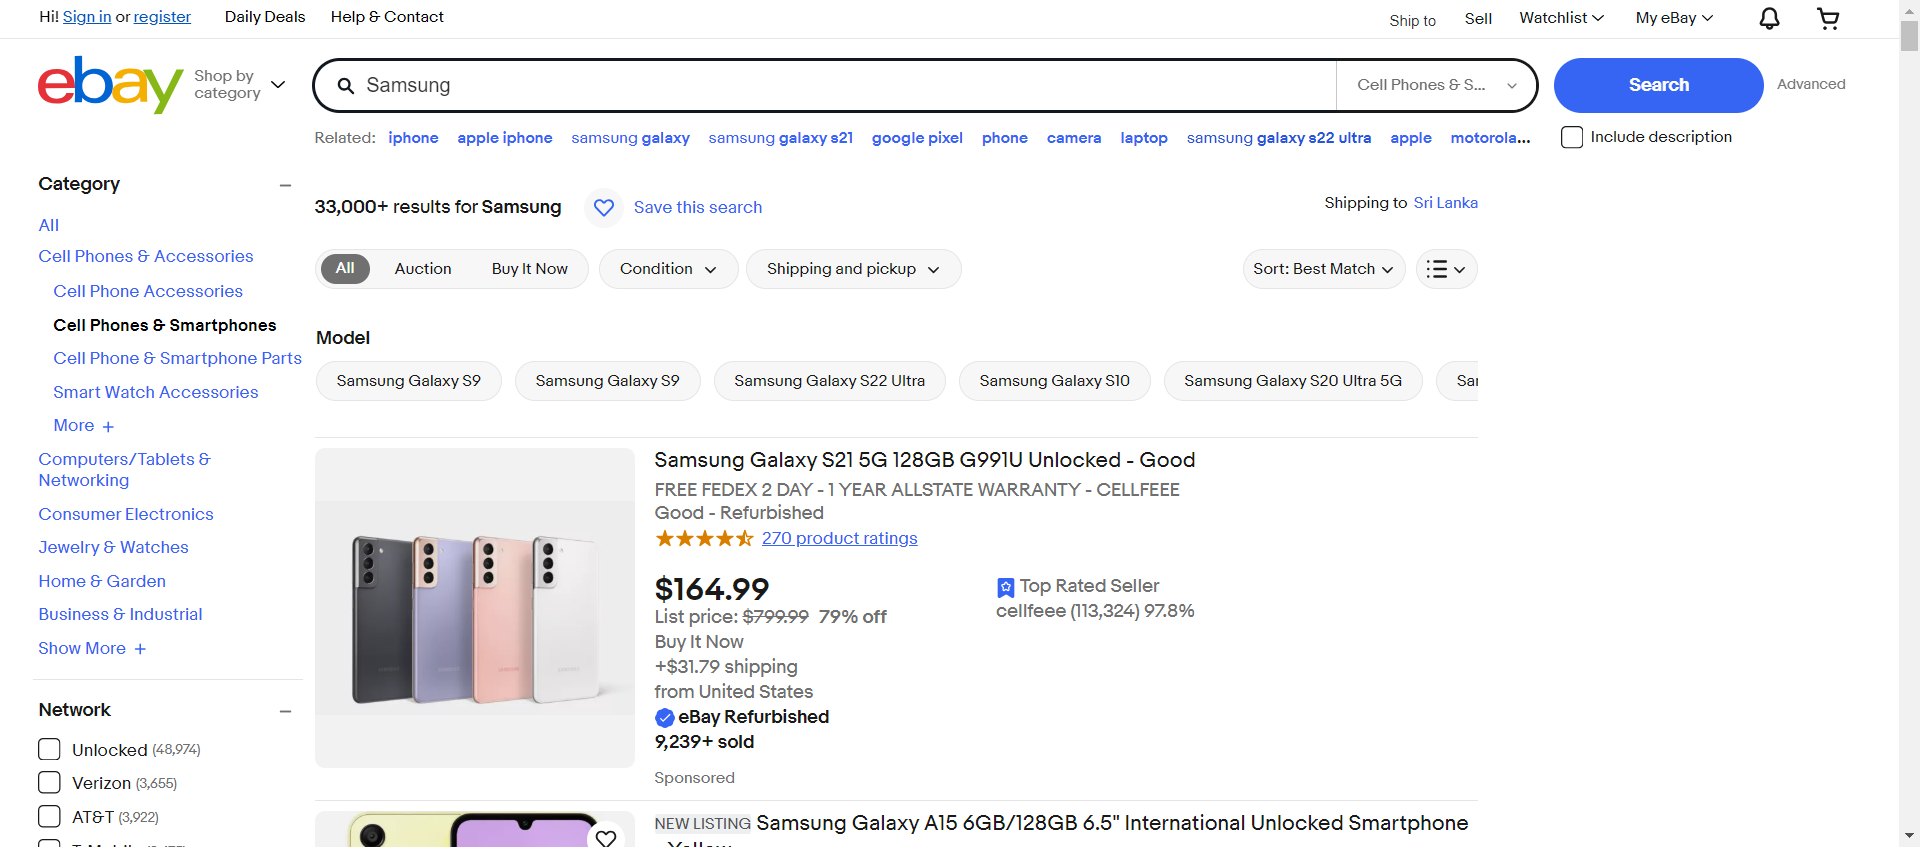 Hi! Sign in or register
Daily Deals
Help & Contact
Ship to
Sell
Watchlist
My eBay
ebay
Shop by
category
Samsung
Cell Phones & S...
Search
Advanced
Related: iphone apple iphone samsung galaxy samsung galaxy s21 google pixel phone camera laptop samsung galaxy s22 ultra apple motorola...
Include description
Category
All
Cell Phones & Accessories
Cell Phone Accessories
Cell Phones & Smartphones
Cell Phone & Smartphone Parts
Smart Watch Accessories
More +
Computers/Tablets &
Networking
Consumer Electronics
Jewelry & Watches
Home & Garden
Business & Industrial
Show More +
Network
Unlocked (48,974)
Verizon (3,655)
AT&T (3,922)
33,000+ results for Samsung
Save this search
Shipping to Sri Lanka
All
Auction
Buy It Now
Condition
Shipping and pickup
Sort: Best Match
Model
Samsung Galaxy S9
Samsung Galaxy S9
Samsung Galaxy S22 Ultra
Samsung Galaxy S10
Samsung Galaxy S20 Ultra 5G
Samsung Galaxy S21 5G 128GB G991U Unlocked - Good
FREE FEDEX 2 DAY - 1 YEAR ALLSTATE WARRANTY - CELLFEEE
Good - Refurbished
270 product ratings
$164.99
List price: $799.99 79% off
Buy It Now
+$31.79 shipping
from United States
eBay Refurbished
9,239+ sold
Sponsored
Top Rated Seller
cellfeee (113,324) 97.8%
NEW LISTING Samsung Galaxy A15 6GB/128GB 6.5" International Unlocked Smartphone